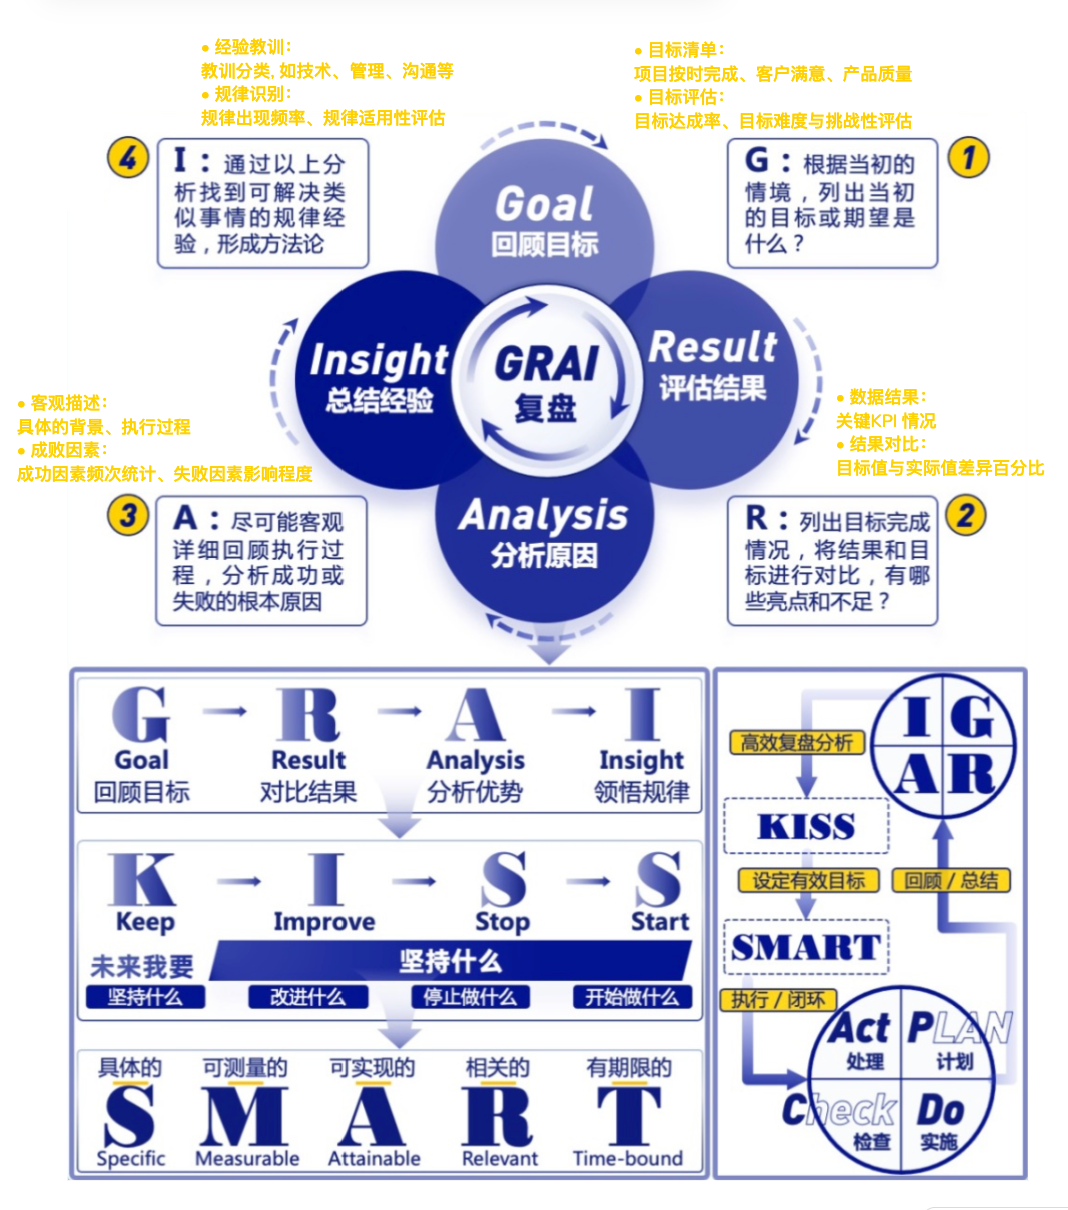 ● 经验教训：
教训分类, 如技术、管理、沟通等
● 规律识别：
规律出现频率、规律适用性评估
● 目标清单：
项目按时完成、客户满意、产品质量
● 目标评估：
目标达成率、目标难度与挑战性评估
4
I：通过以上分
析找到可解决类
似事情的规律经
验，形成方法论
Goal
回顾目标
G：根据当初的
情境，列出当初
的目标或期望是
什么？
1
Insight
总结经验
GRAI
复盘
Result
评估结果
● 客观描述：
具体的背景、执行过程
● 成败因素：
成功因素频次统计、失败因素影响程度
● 数据结果：
关键KPI 情况
● 结果对比：
目标值与实际值差异百分比
3
A：尽可能客观
详细回顾执行过
程，分析成功或
失败的根本原因
Analysis
分析原因
R：列出目标完成
情况，将结果和目
标进行对比，有哪
些亮点和不足？
2
G R A I
Goal Result Analysis Insight
回顾目标 对比结果 分析优势 领悟规律
K I S S
Keep Improve Stop Start
未来我要 坚持什么
坚持什么 改进什么 停止做什么 开始做什么
具体的 可测量的 可实现的 相关的 有期限的
S M A R T
Specific Measurable Attainable Relevant Time-bound
I G
A R
高效复盘分析
KISS
设定有效目标 回顾 / 总结
SMART
执行 / 闭环
Act PLAN
处理 计划
Check Do
检查 实施